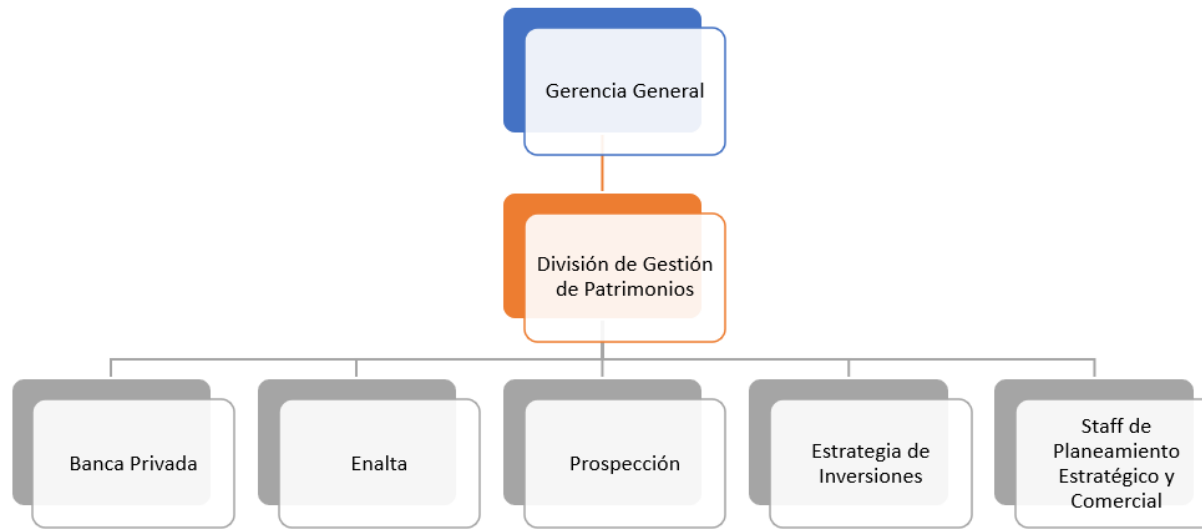 Gerencia General
División de Gestión
de Patrimonios
Banca Privada
Enalta
Prospección
Estrategia de
Inversiones
Staff de
Planeamiento
Estratégico y
Comercial